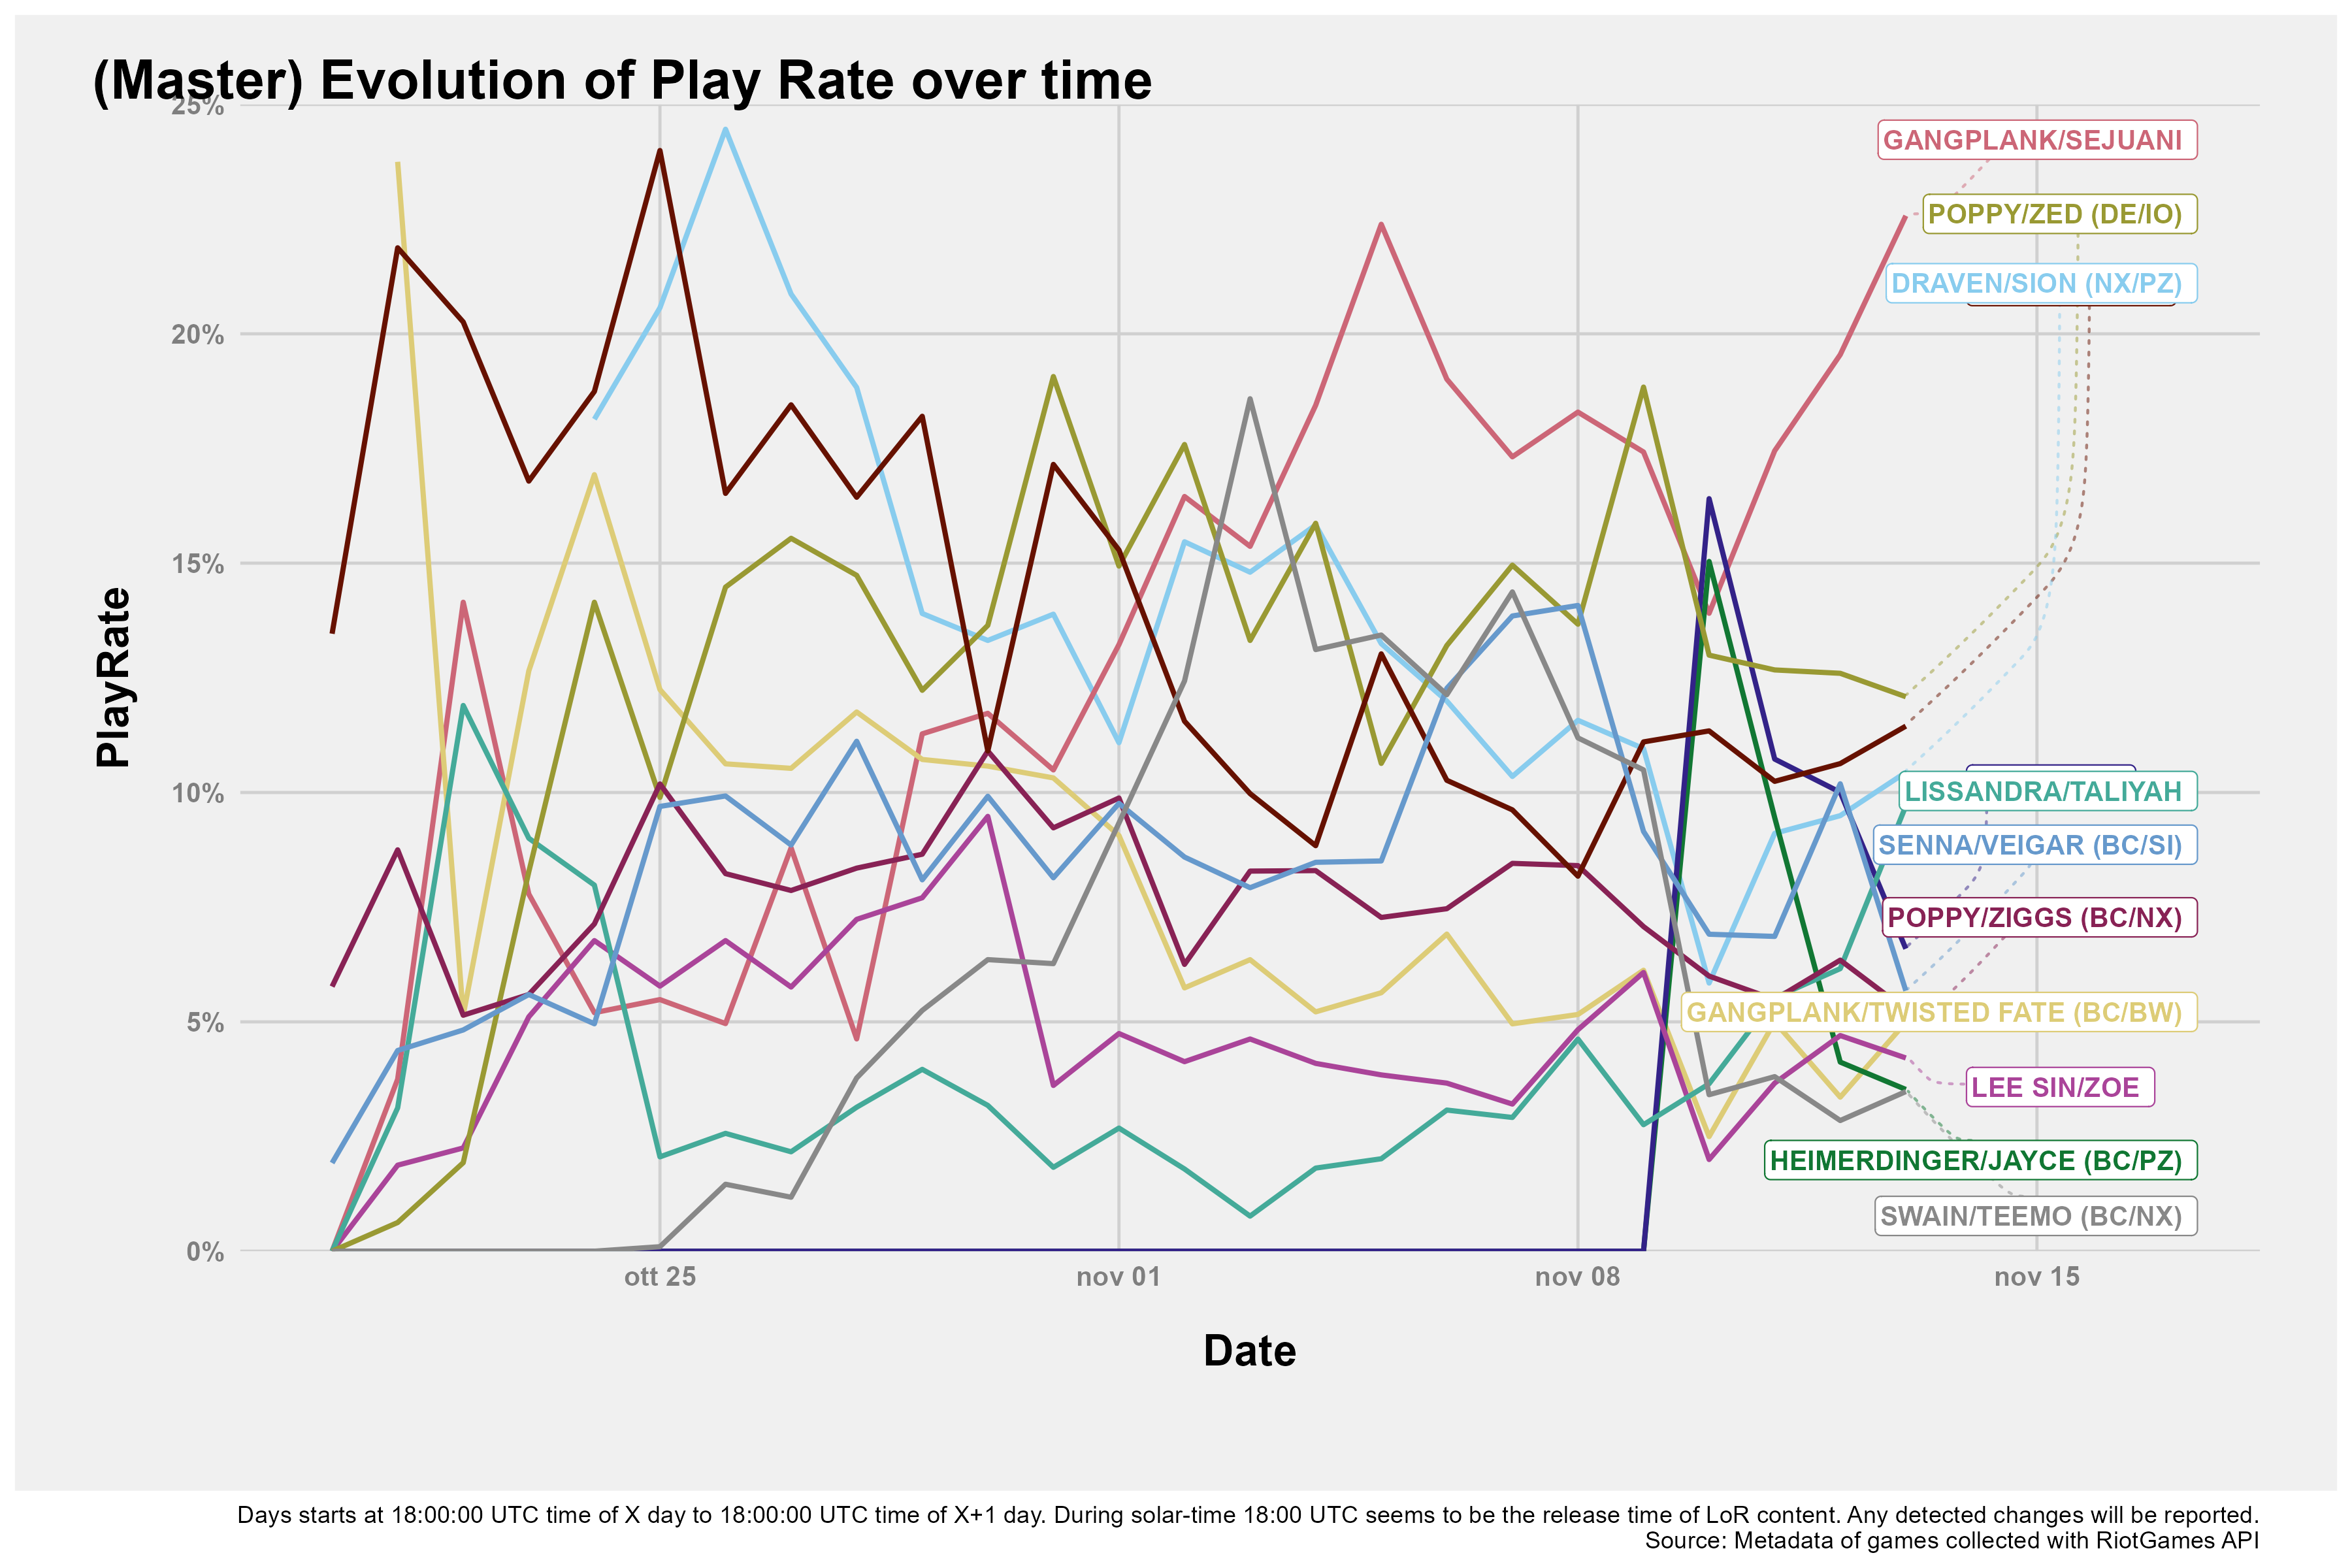 (Master) Evolution of Play Rate over time
25%
20%
15%
10%
5%
0%
PlayRate
GANGPLANK/SEJUANI
POPPY/ZED (DE/IO)
DRAVEN/SION (NX/PZ)
LISSANDRA/TALIYAH
SENNA/VEIGAR (BC/SI)
POPPY/ZIGGS (BC/NX)
GANGPLANK/TWISTED FATE (BC/BW)
LEE SIN/ZOE
HEIMERDINGER/JAYCE (BC/PZ)
SWAIN/TEEMO (BC/NX)
ott 25
nov 01
nov 08
nov 15
Date
Days starts at 18:00:00 UTC time of X day to 18:00:00 UTC time of X+1 day. During solar-time 18:00 UTC seems to be the release time of LoR content. Any detected changes will be reported.
Source: Metadata of games collected with RiotGames API